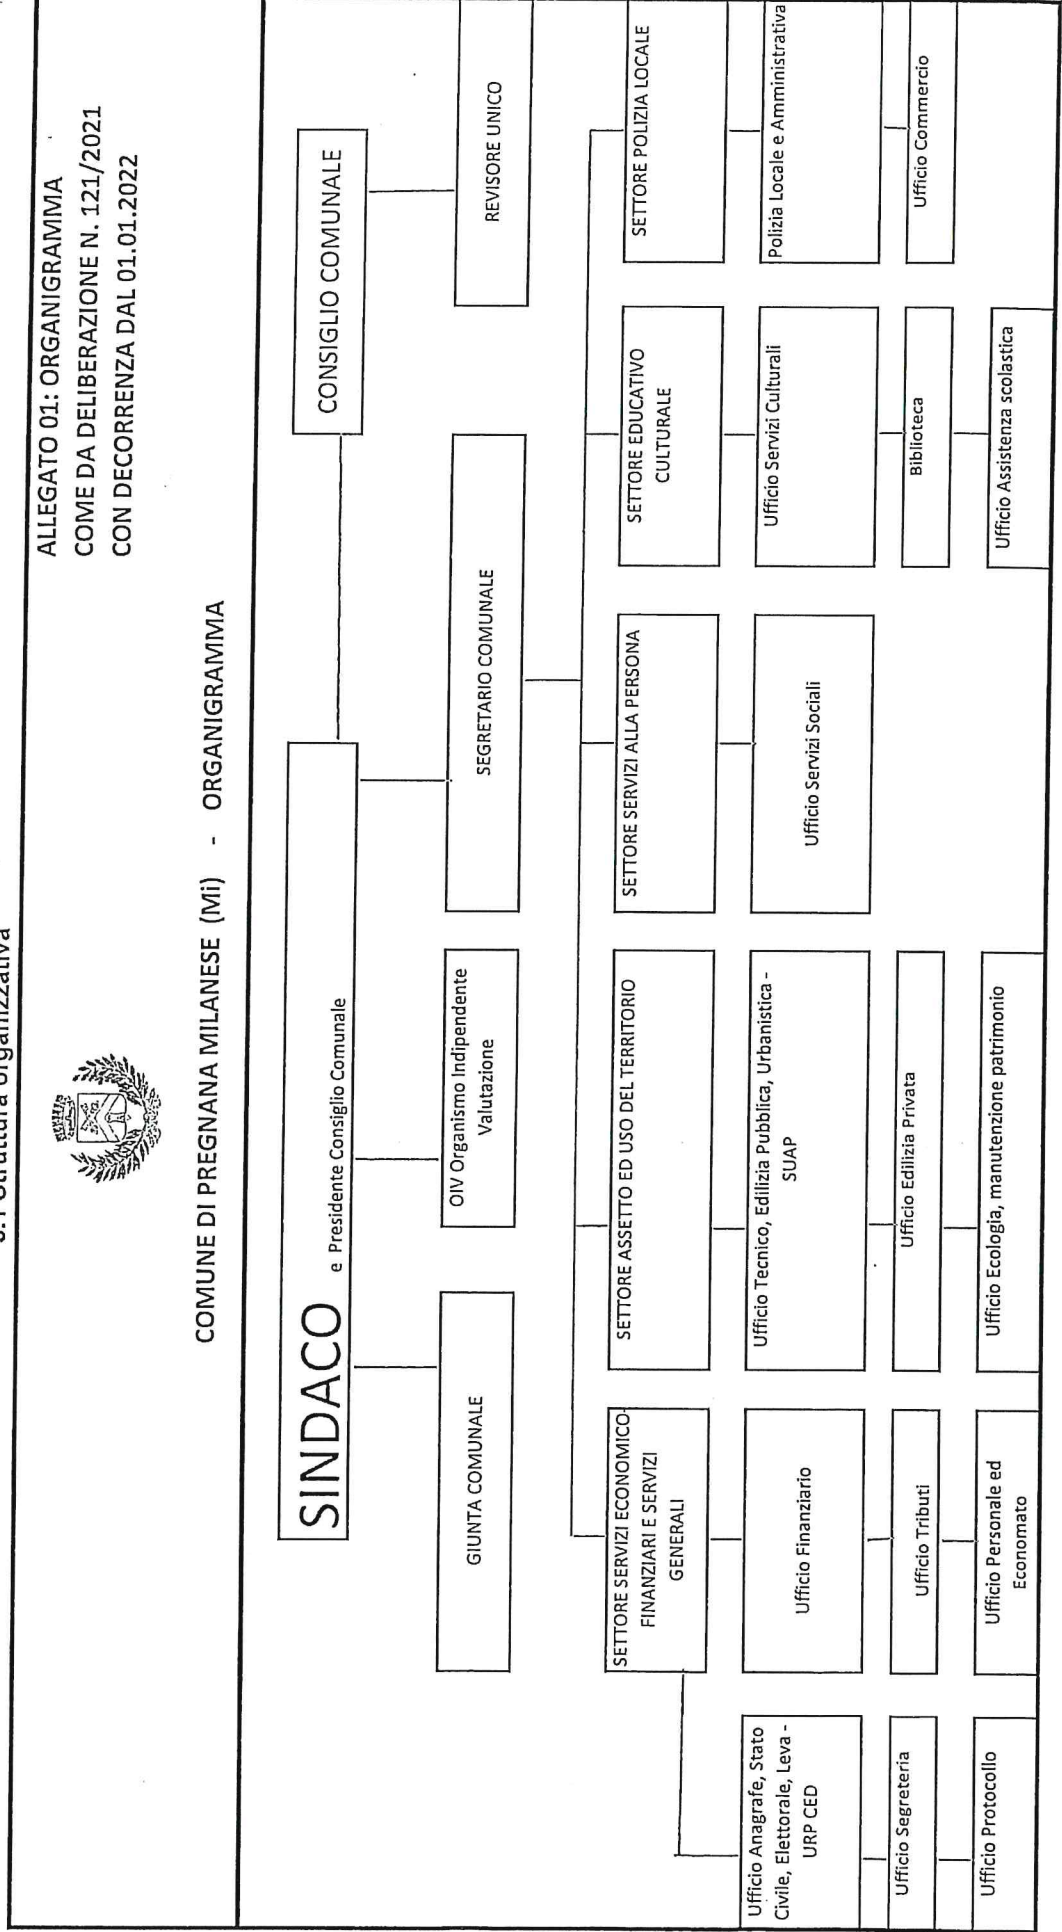 3.1 Struttura organizzativa
ALLEGATO 01: ORGANIGRAMMA
COME DA DELIBERAZIONE N. 121/2021
CON DECORRENZA DAL 01.01.2022
COMUNE DI PREGNANA MILANESE (Mi) - ORGANIGRAMMA
SINDACO e Presidente Consiglio Comunale
CONSIGLIO COMUNALE
GIUNTA COMUNALE
OIV Organismo Indipendente
Valutazione
SEGRETARIO COMUNALE
REVISORE UNICO
SETTORE SERVIZI ECONOMICO-
FINANZIARI E SERVIZI
GENERALI
SETTORE ASSETTO ED USO DEL TERRITORIO
SETTORE SERVIZI ALLA PERSONA
SETTORE EDUCATIVO
CULTURALE
SETTORE POLIZIA LOCALE
Ufficio Anagrafe, Stato
Civile, Elettorale, Leva -
URP CED
Ufficio Finanziario
Ufficio Tecnico, Edilizia Pubblica, Urbanistica -
SUAP
Ufficio Servizi Sociali
Ufficio Servizi Culturali
Polizia Locale e Amministrativa
Ufficio Segreteria
Ufficio Tributi
Ufficio Edilizia Privata
Biblioteca
Ufficio Commercio
Ufficio Protocollo
Ufficio Personale ed
Economato
Ufficio Ecologia, manutenzione patrimonio
Ufficio Assistenza scolastica